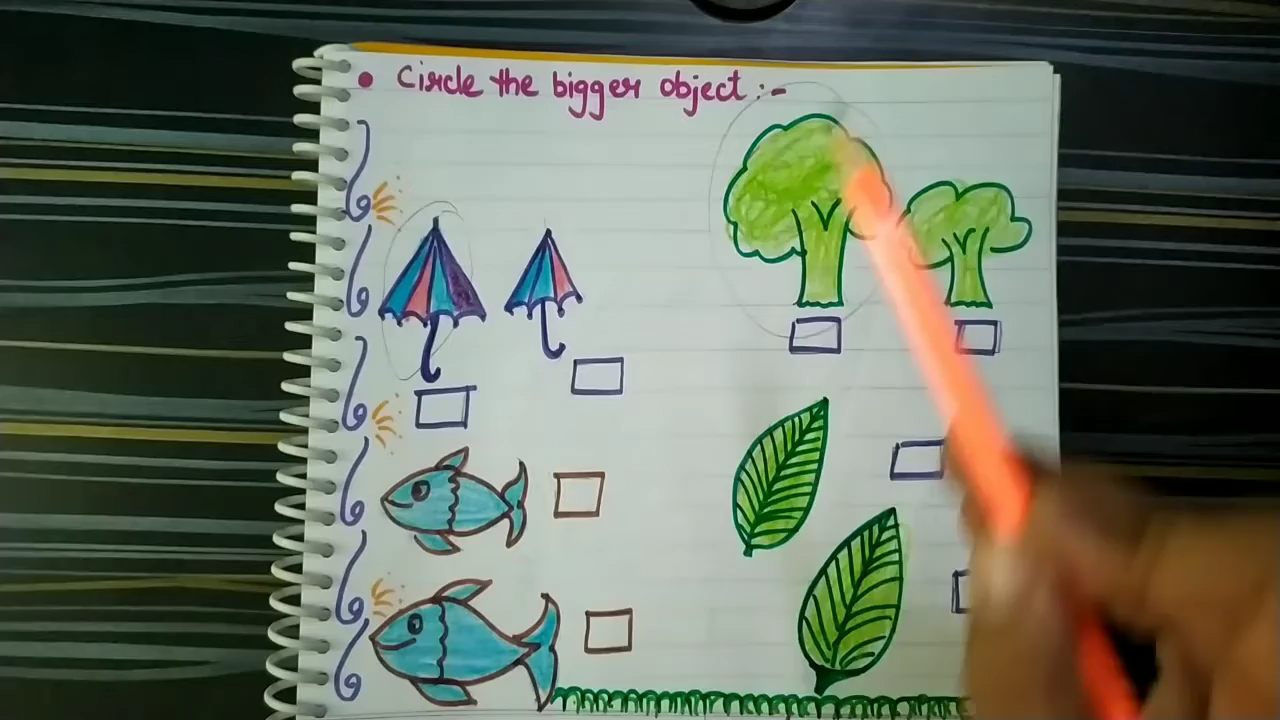 • Circle the bigger object :-